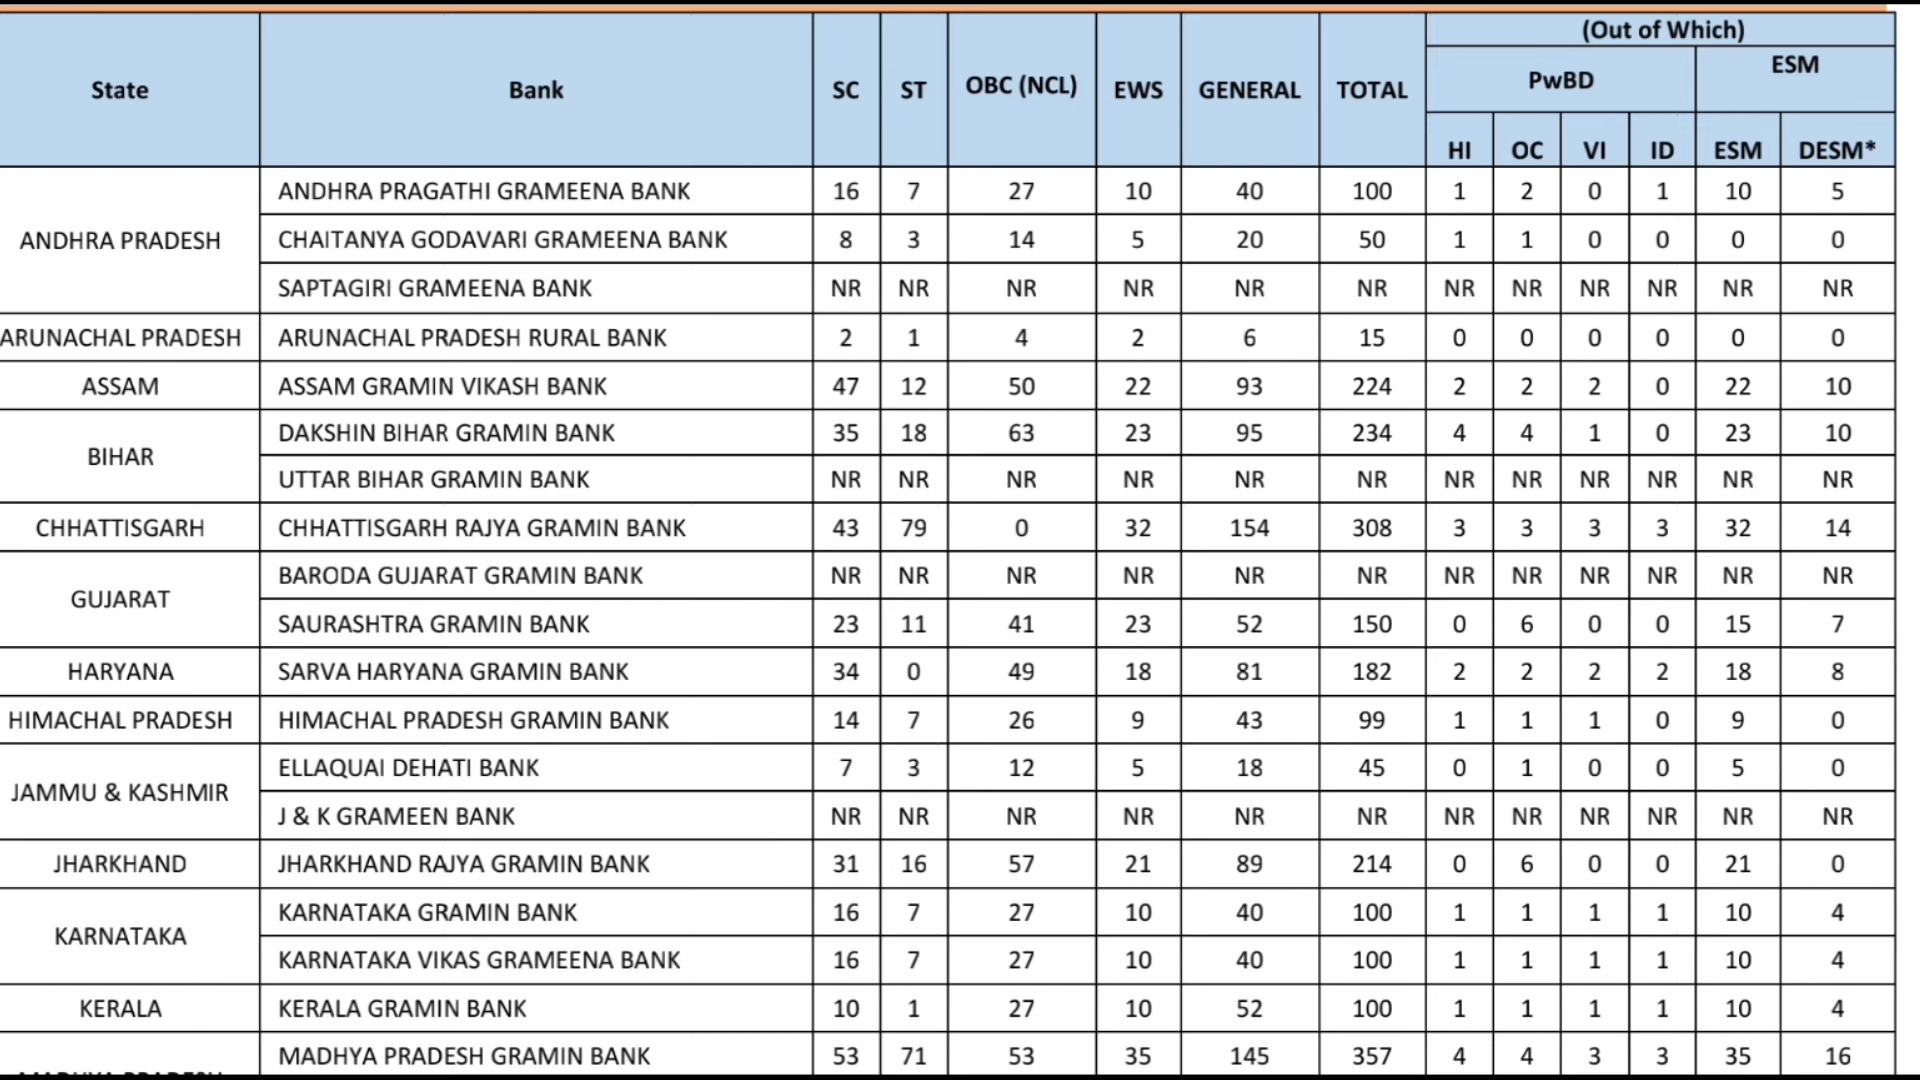 (Out of Which)
State Bank SC ST OBC (NCL) EWS GENERAL TOTAL PwBD ESM
HI OC VI ID ESM DESM*
ANDHRA PRADESH
ANDHRA PRAGATHI GRAMEENA BANK 16 7 27 10 40 100 1 2 0 1 10 5
CHAITANYA GODAVARI GRAMEENA BANK 8 3 14 5 20 50 1 1 0 0 0 0
SAPTAGIRI GRAMEENA BANK NR NR NR NR NR NR NR NR NR NR NR NR
ARUNACHAL PRADESH ARUNACHAL PRADESH RURAL BANK 2 1 4 2 6 15 0 0 0 0 0 0
ASSAM ASSAM GRAMIN VIKASH BANK 47 12 50 22 93 224 2 2 2 0 22 10
BIHAR
DAKSHIN BIHAR GRAMIN BANK 35 18 63 23 95 234 4 4 1 0 23 10
UTTAR BIHAR GRAMIN BANK NR NR NR NR NR NR NR NR NR NR NR NR
CHHATTISGARH CHHATTISGARH RAJYA GRAMIN BANK 43 79 0 32 154 308 3 3 3 3 32 14
GUJARAT
BARODA GUJARAT GRAMIN BANK NR NR NR NR NR NR NR NR NR NR NR NR
SAURASHTRA GRAMIN BANK 23 11 41 23 52 150 0 6 0 0 15 7
HARYANA SARVA HARYANA GRAMIN BANK 34 0 49 18 81 182 2 2 2 2 18 8
HIMACHAL PRADESH HIMACHAL PRADESH GRAMIN BANK 14 7 26 9 43 99 1 1 1 0 9 0
JAMMU & KASHMIR
ELLAQUAI DEHATI BANK 7 3 12 5 18 45 0 1 0 0 5 0
J & K GRAMEEN BANK NR NR NR NR NR NR NR NR NR NR NR NR
JHARKHAND JHARKHAND RAJYA GRAMIN BANK 31 16 57 21 89 214 0 6 0 0 21 0
KARNATAKA
KARNATAKA GRAMIN BANK 16 7 27 10 40 100 1 1 1 1 10 4
KARNATAKA VIKAS GRAMEENA BANK 16 7 27 10 40 100 1 1 1 1 10 4
KERALA KERALA GRAMIN BANK 10 1 27 10 52 100 1 1 1 1 10 4
MADHYA PRADESH GRAMIN BANK 53 71 53 35 145 357 4 4 3 3 35 16